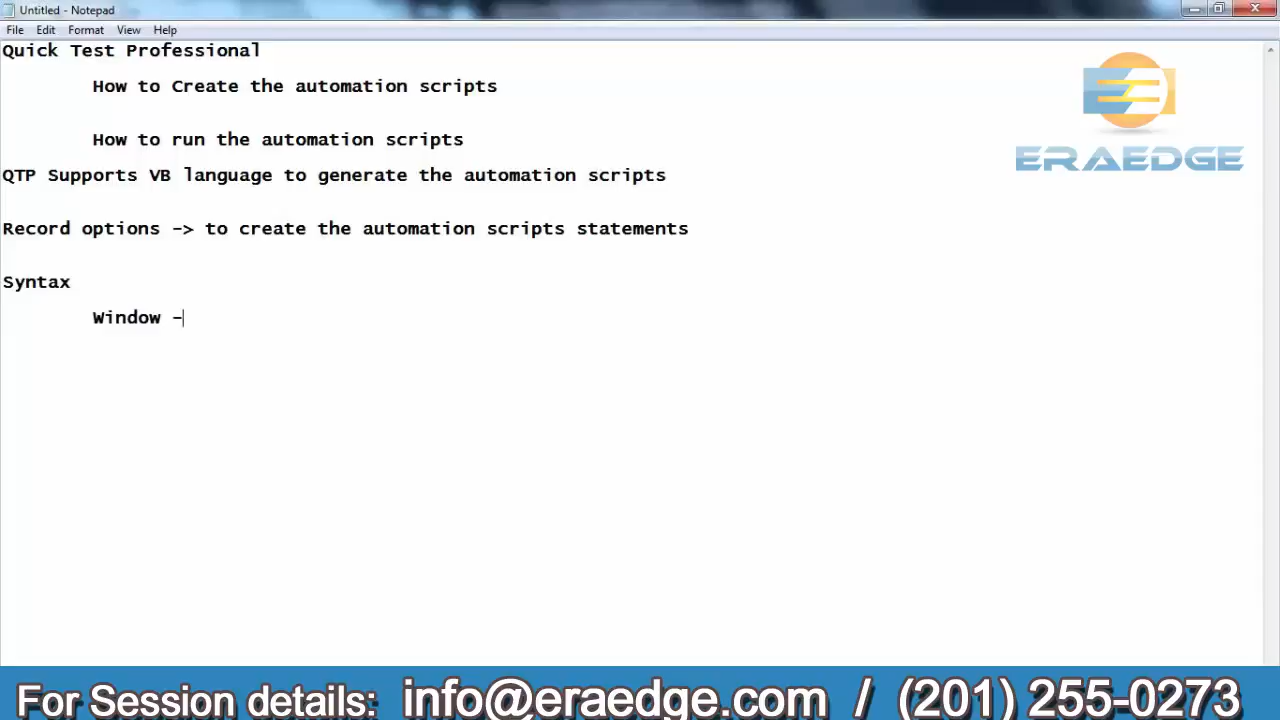 Untitled - Notepad
File Edit Format View Help
Quick Test Professional
How to Create the automation scripts
How to run the automation scripts
QTP Supports VB language to generate the automation scripts
Record options -> to create the automation scripts statements
Syntax
Window -
ERAEDGE
For Session details: info@eraedge.com / (201) 255-0273